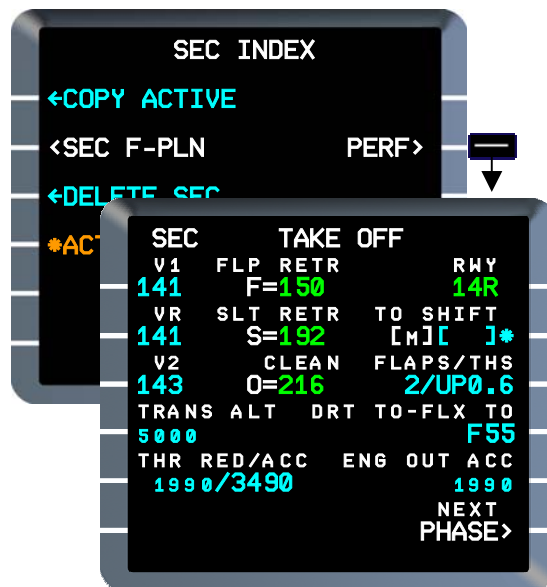 SEC INDEX
←COPY ACTIVE
<SEC F-PLN PERF>
←DELETE SEC
*AC
SEC TAKE OFF
V1 FLP RETR RWY
141 F=150 14R
VR SLT RETR TO SHIFT
141 S=192 [M][ ]*
V2 CLEAN FLAPS/THS
143 O=216 2/UP0.6
TRANS ALT DRT TO-FLX TO
5000 F55
THR RED/ACC ENG OUT ACC
1990/3490 1990
NEXT
PHASE>